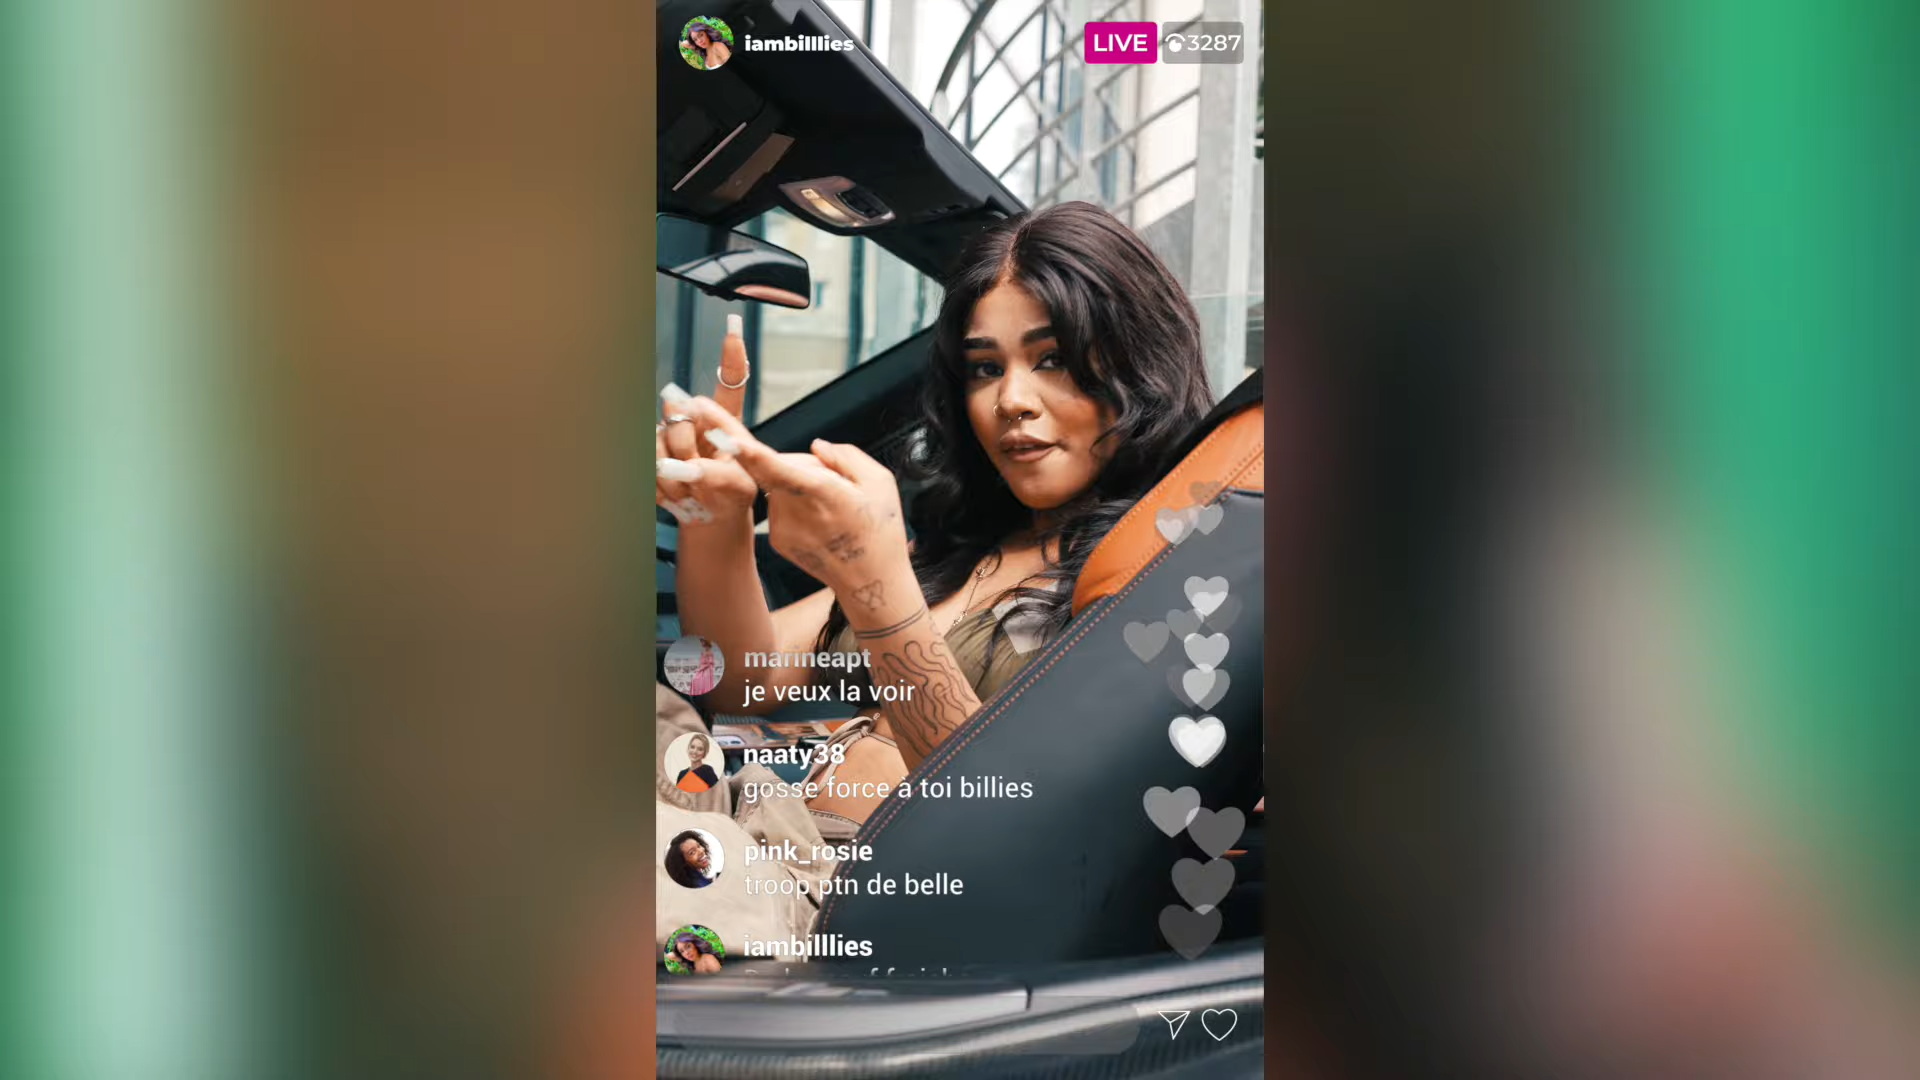 iambilllies
LIVE 3287
marineapt
je veux la voir
naaty38
gosse force à toi billies
pink_rosie
troop ptn de belle
iambilllies